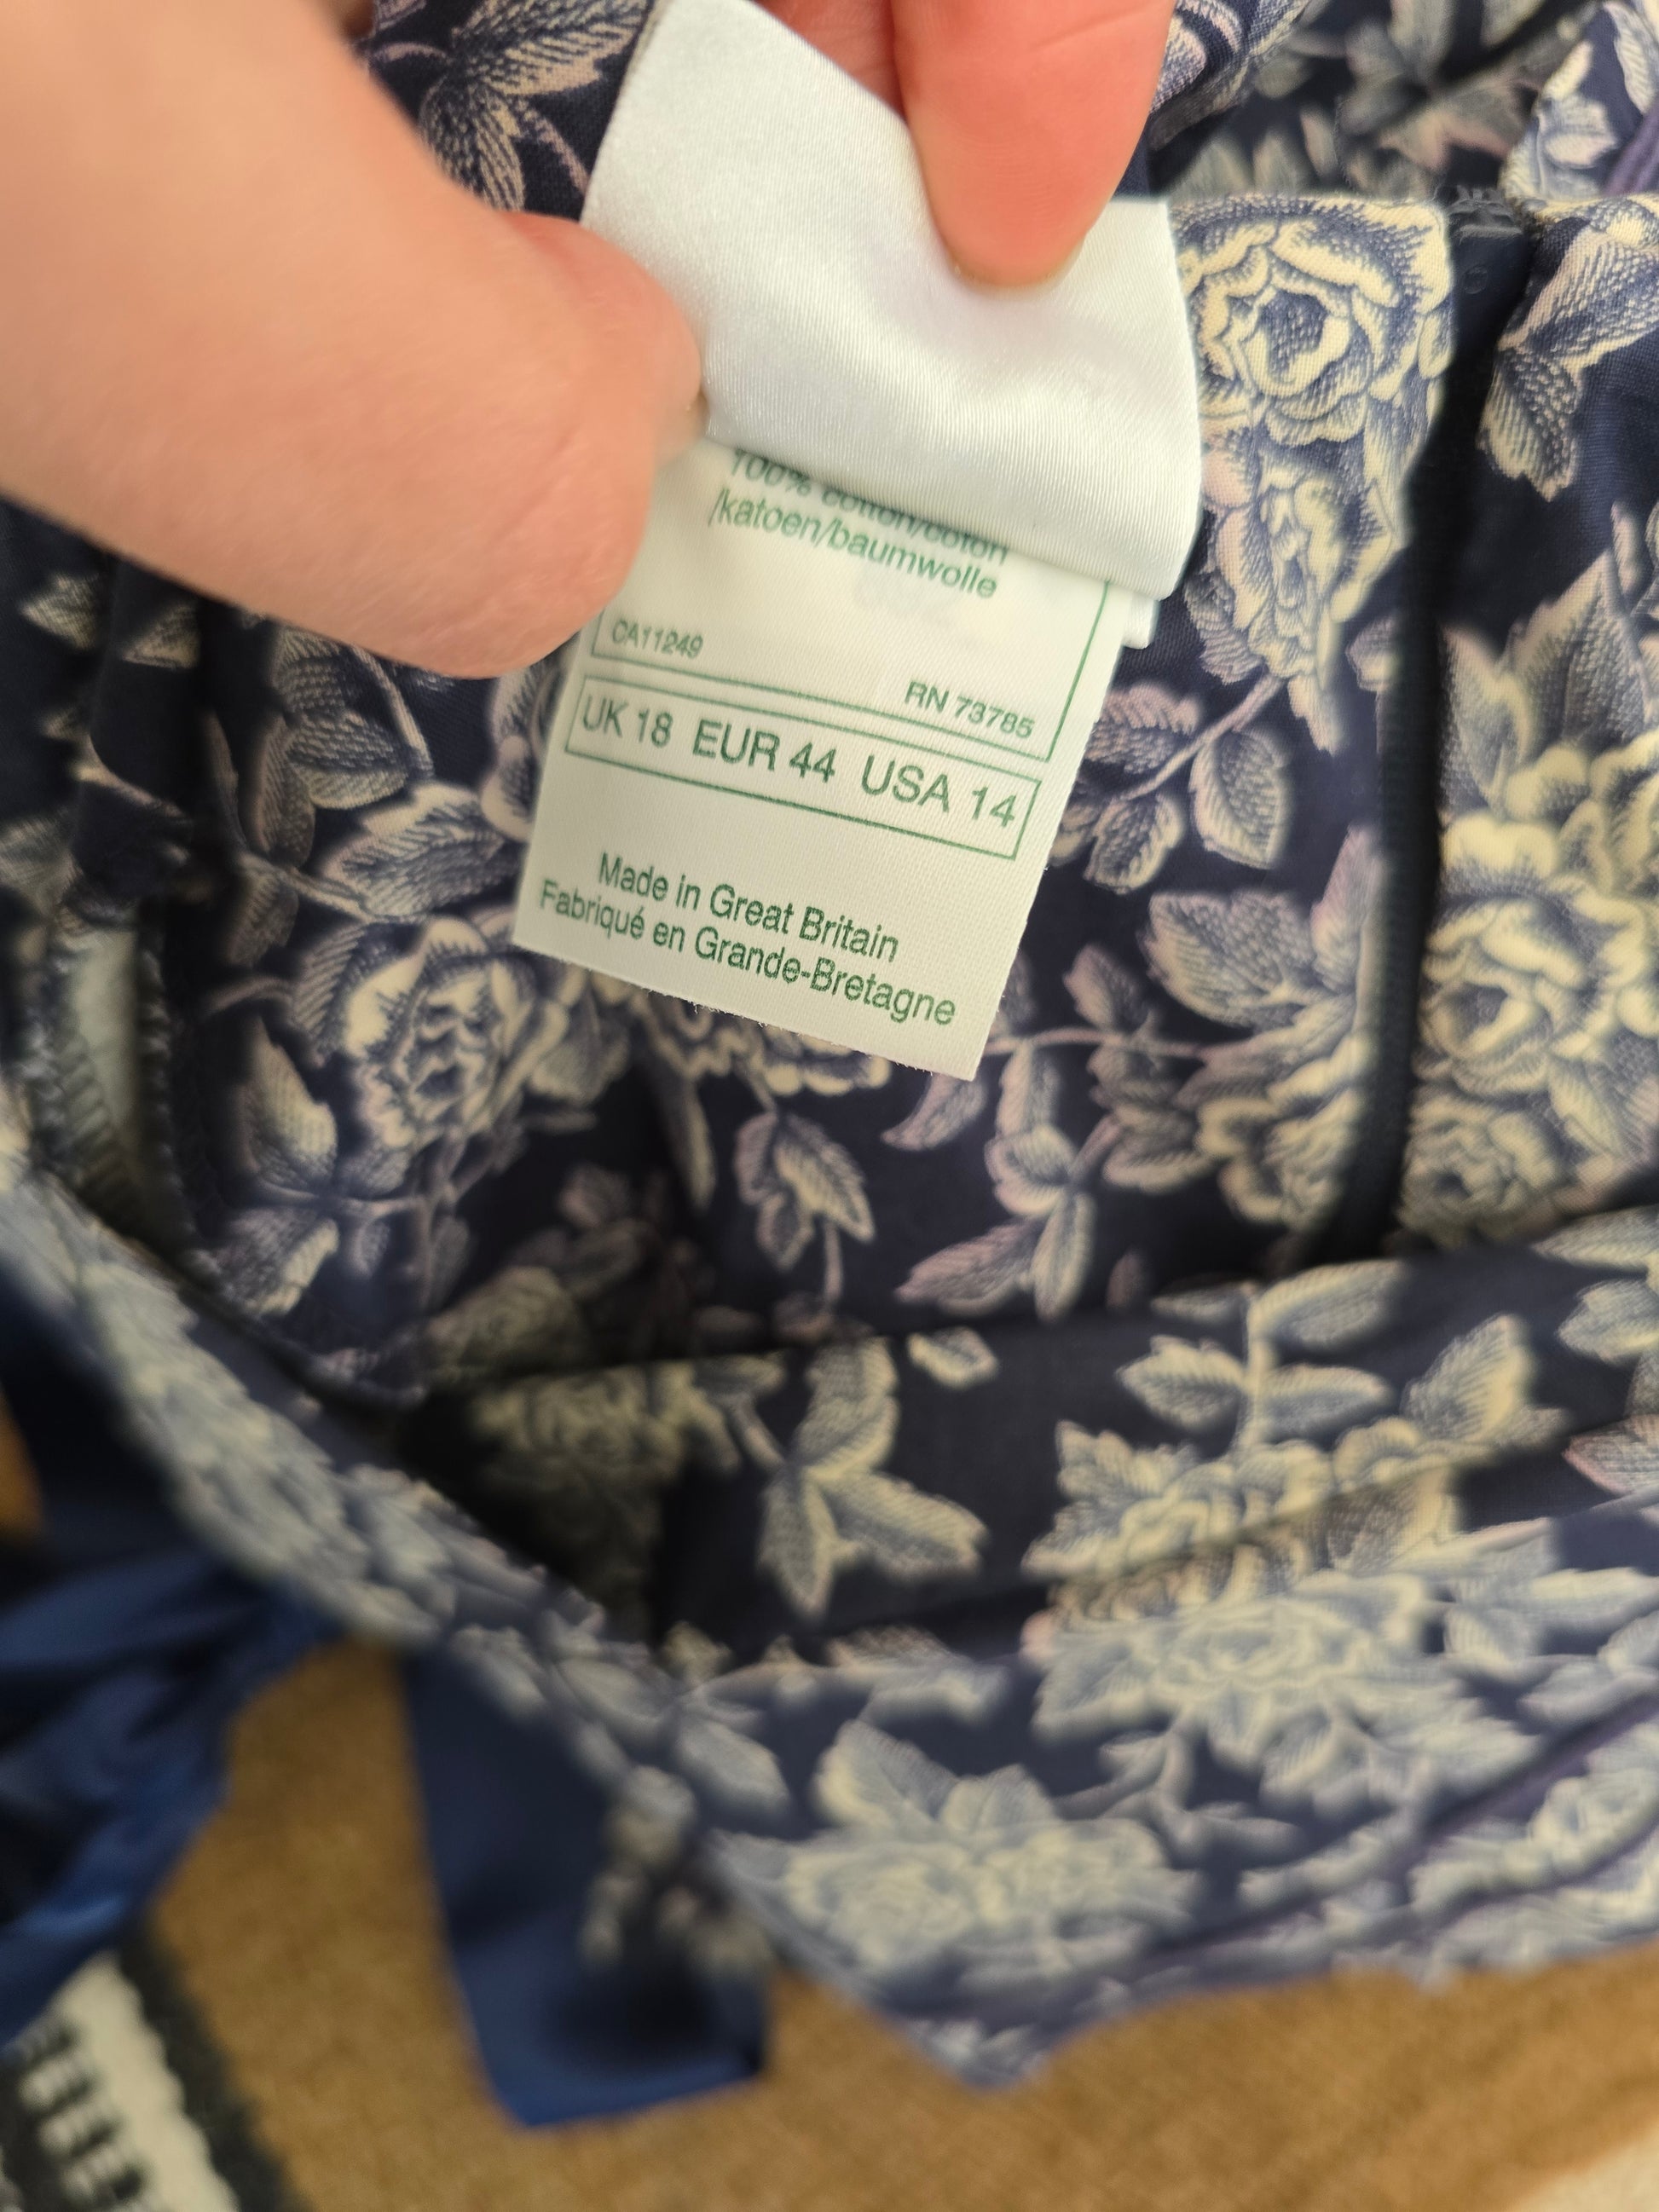 100% cotton/coton
/katoen/baumwolle
CA11249
RN 73785
UK 18 EUR 44 USA 14
Made in Great Britain
Fabriqué en Grande-Bretagne